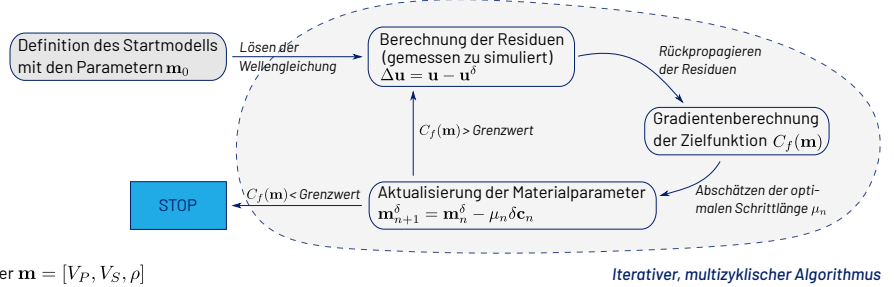 Definition des Startmodells
mit den Parametern m₀
Lösen der
Wellengleichung
Berechnung der Residuen
(gemessen zu simuliert)
Δu = u − u^δ
Rückpropagieren
der Residuen
Gradientenberechnung
der Zielfunktion C_f(m)
C_f(m) > Grenzwert
Abschätzen der opti-
malen Schrittlänge μ_n
Aktualisierung der Materialparameter
m^δ_{n+1} = m^δ_n − μ_n δc_n
C_f(m) < Grenzwert
STOP
er m = [V_P, V_S, ρ]
Iterativer, multizyklischer Algorithmus